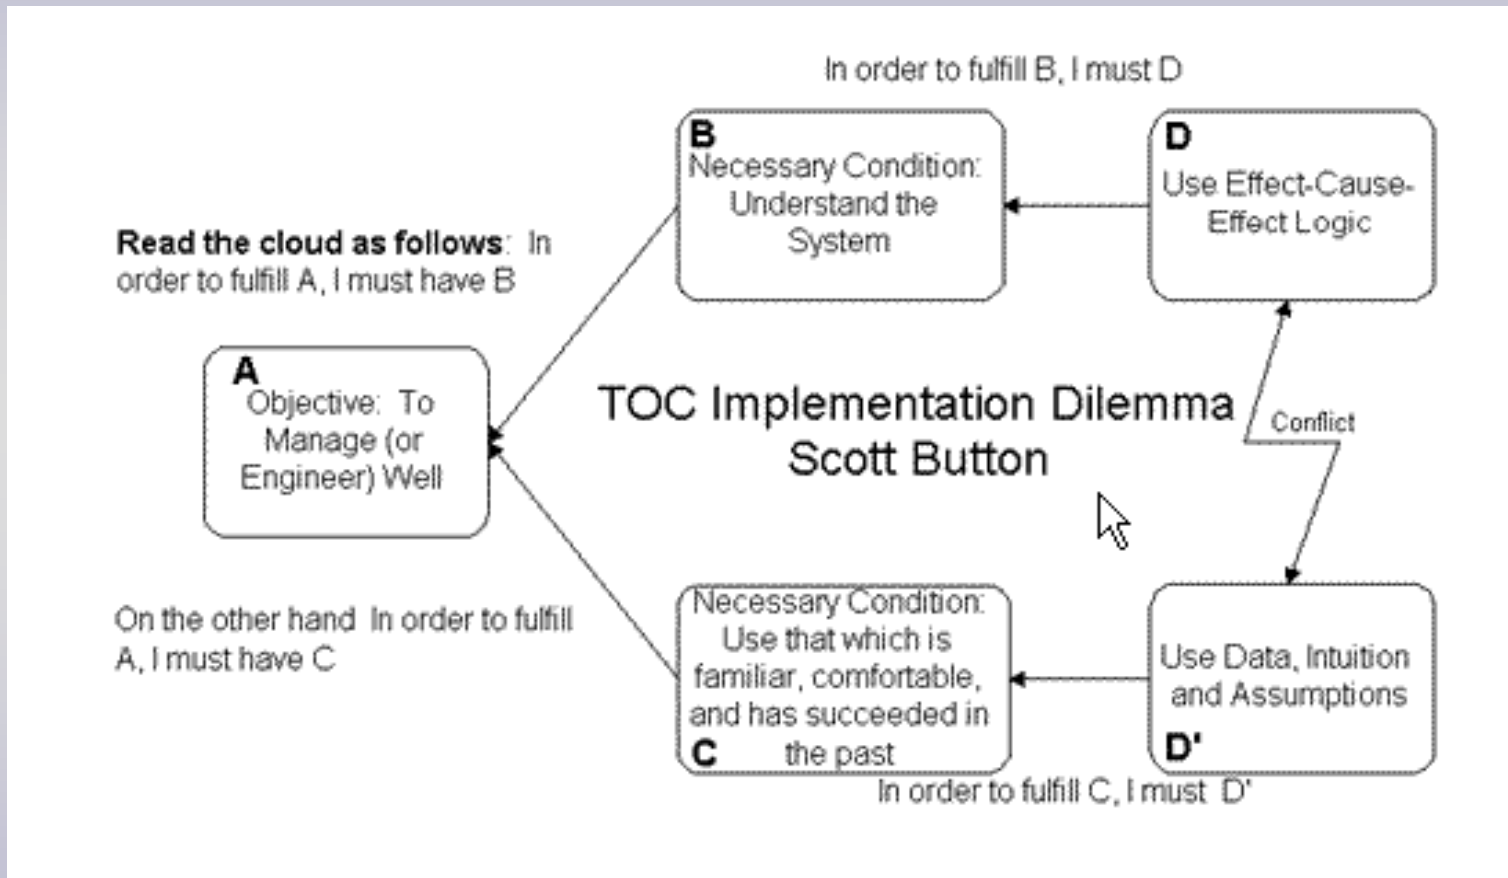 In order to fulfill B, I must D
B
Necessary Condition:
Understand the
System
D
Use Effect-Cause-
Effect Logic
Read the cloud as follows: In
order to fulfill A, I must have B
A
Objective: To
Manage (or
Engineer) Well
TOC Implementation Dilemma
Scott Button
Conflict
On the other hand In order to fulfill
A, I must have C
Necessary Condition:
Use that which is
familiar, comfortable,
and has succeeded in
the past
C
Use Data, Intuition
and Assumptions
D'
In order to fulfill C, I must D'